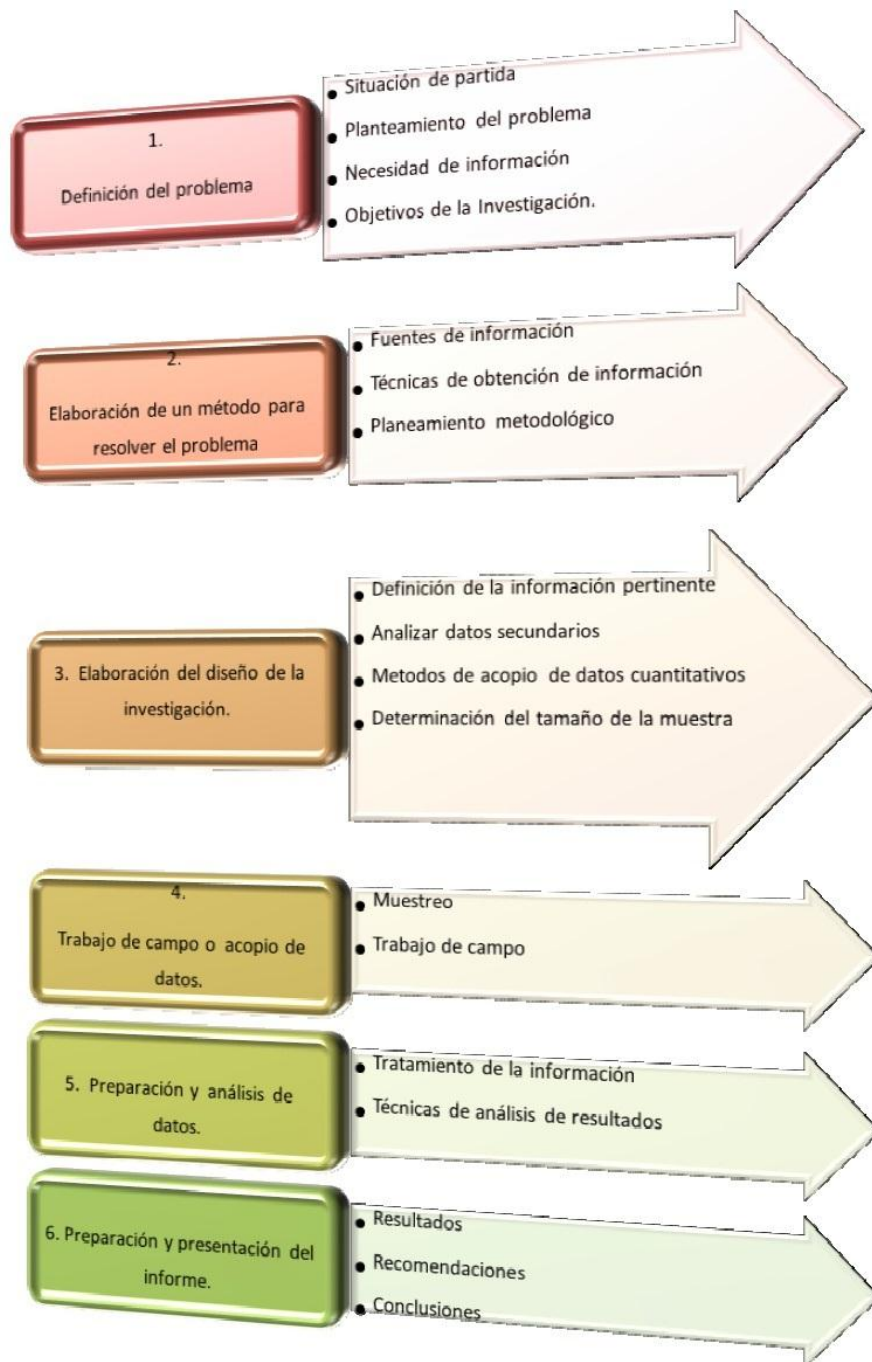 1.
Definición del problema
• Situación de partida
• Planteamiento del problema
• Necesidad de información
• Objetivos de la Investigación.
2.
Elaboración de un método para
resolver el problema
• Fuentes de información
• Técnicas de obtención de información
• Planeamiento metodológico
3. Elaboración del diseño de la
investigación.
• Definición de la información pertinente
• Analizar datos secundarios
• Metodos de acopio de datos cuantitativos
• Determinación del tamaño de la muestra
4.
Trabajo de campo o acopio de
datos.
• Muestreo
• Trabajo de campo
5. Preparación y análisis de
datos.
• Tratamiento de la información
• Técnicas de análisis de resultados
6. Preparación y presentación del
informe.
• Resultados
• Recomendaciones
• Conclusiones